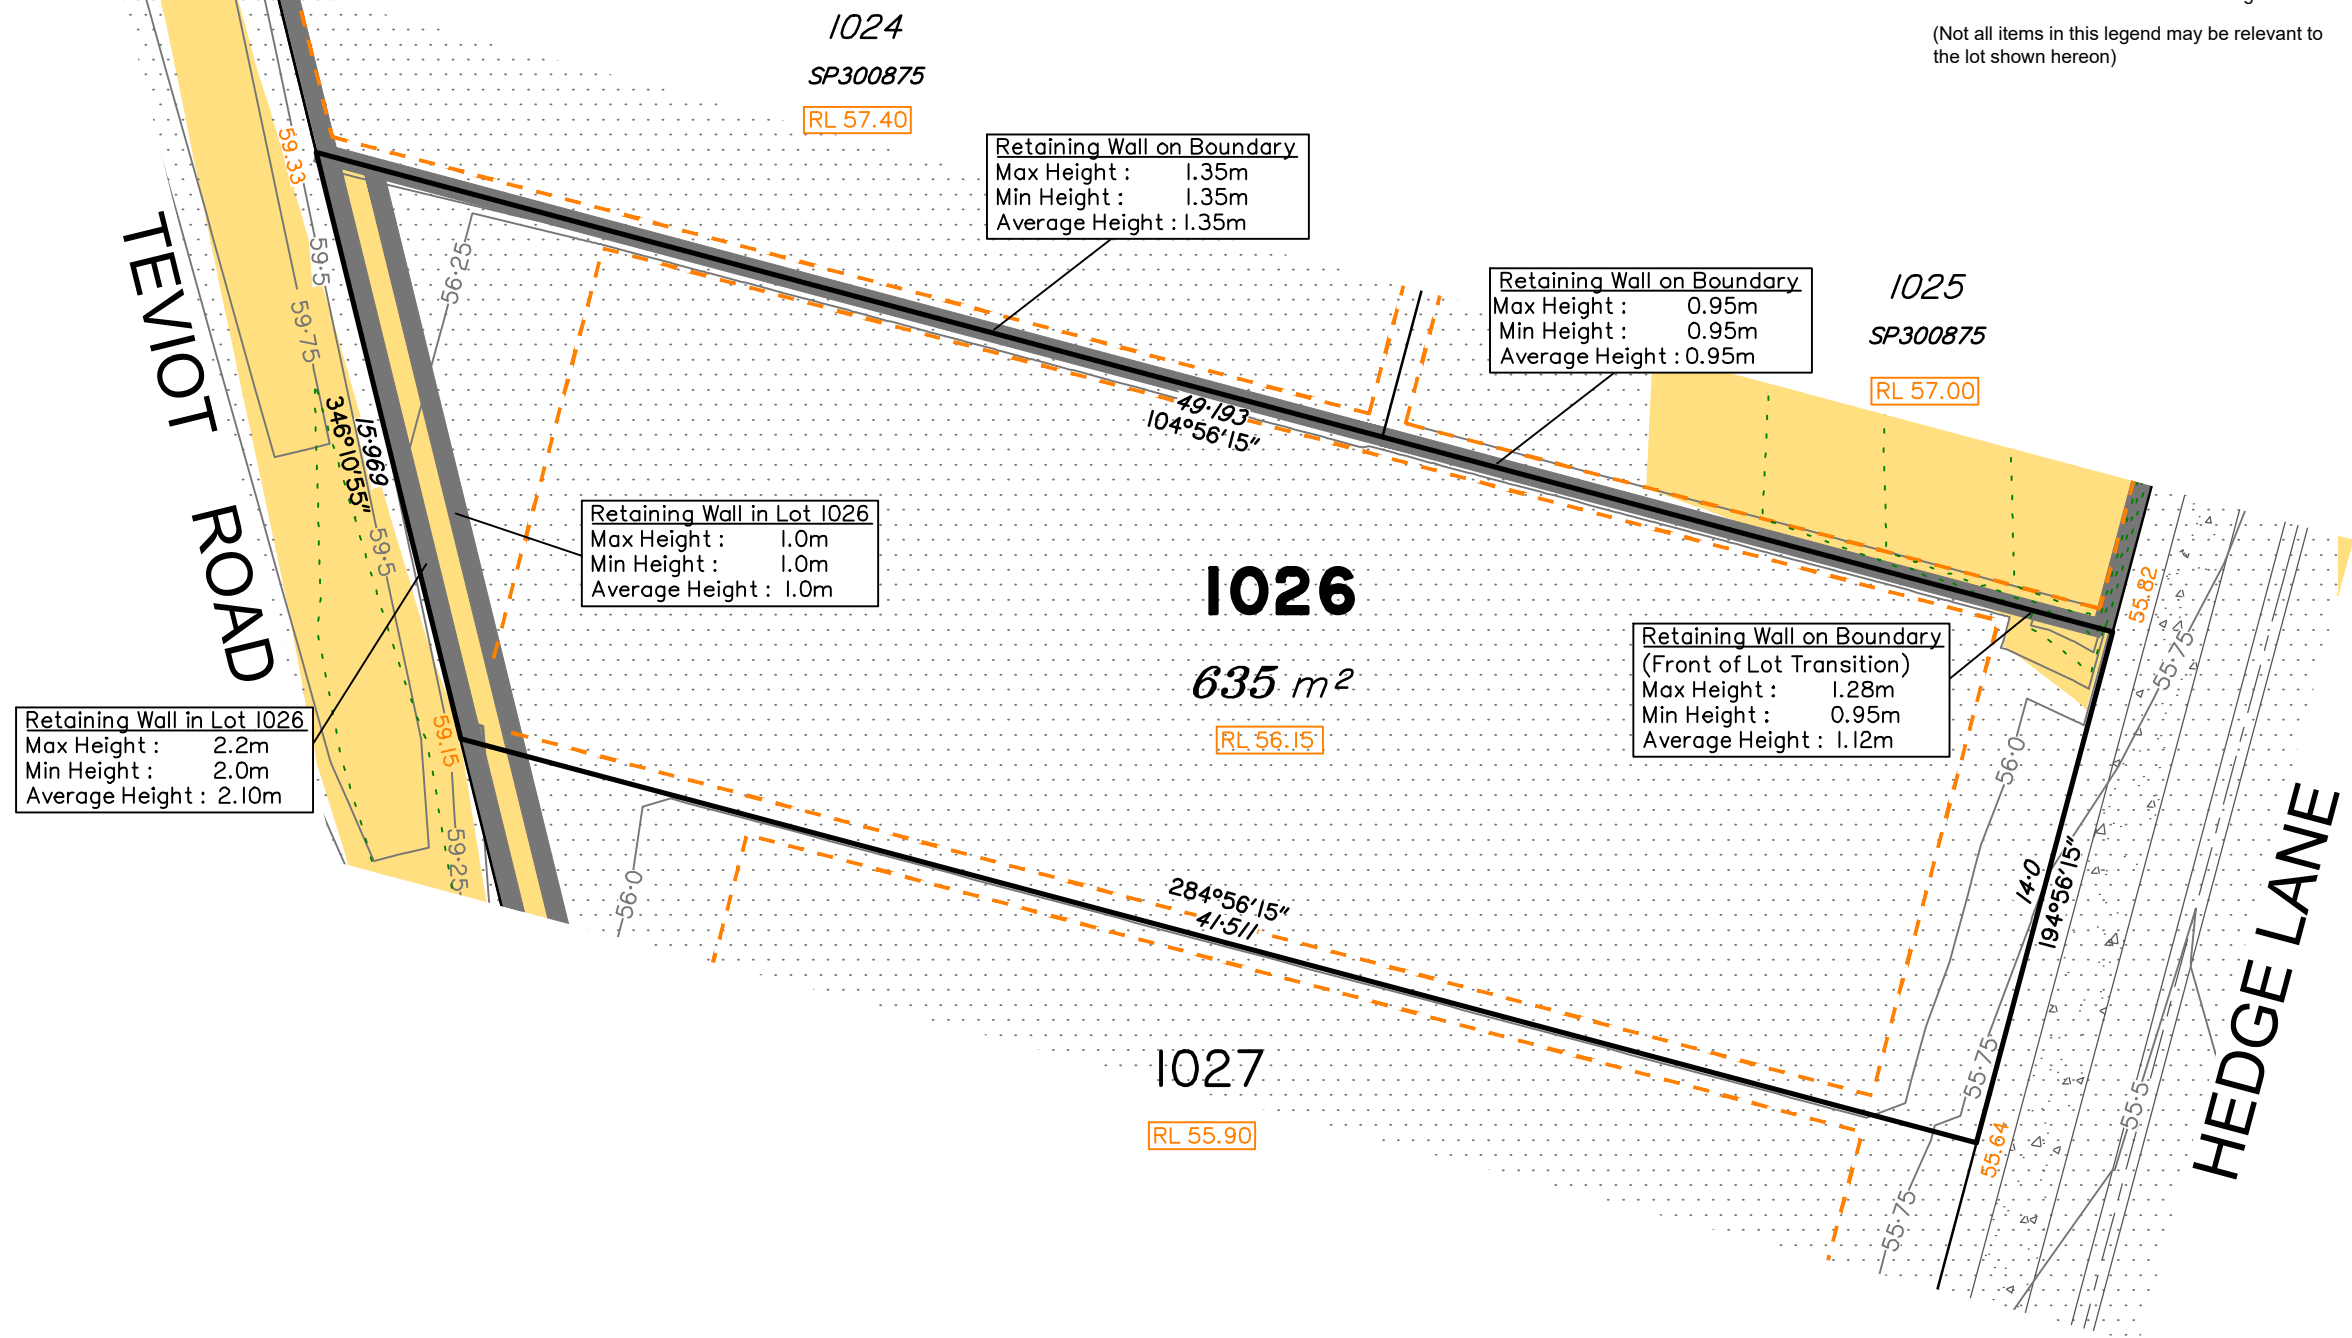 (Not all items in this legend may be relevant to
the lot shown hereon)
1024
SP300875
RL 57.40
Retaining Wall on Boundary
Max Height : 1.35m
Min Height : 1.35m
Average Height : 1.35m
Retaining Wall on Boundary
Max Height : 0.95m
Min Height : 0.95m
Average Height : 0.95m
1025
SP300875
RL 57.00
59.33
59.5
59.75
56.25
TEVIOT ROAD
15.969
346°10'55"
59.5
49.193
104°56'15"
Retaining Wall in Lot 1026
Max Height : 1.0m
Min Height : 1.0m
Average Height : 1.0m
1026
635 m²
RL 56.15
55.82
55.75
Retaining Wall on Boundary
(Front of Lot Transition)
Max Height : 1.28m
Min Height : 0.95m
Average Height : 1.12m
Retaining Wall in Lot 1026
Max Height : 2.2m
Min Height : 2.0m
Average Height : 2.10m
59.15
59.25
56.0
56.0
284°56'15"
41.511
14.0
194°56'15"
HEDGE LANE
1027
RL 55.90
55.75
55.64
55.5
55.75